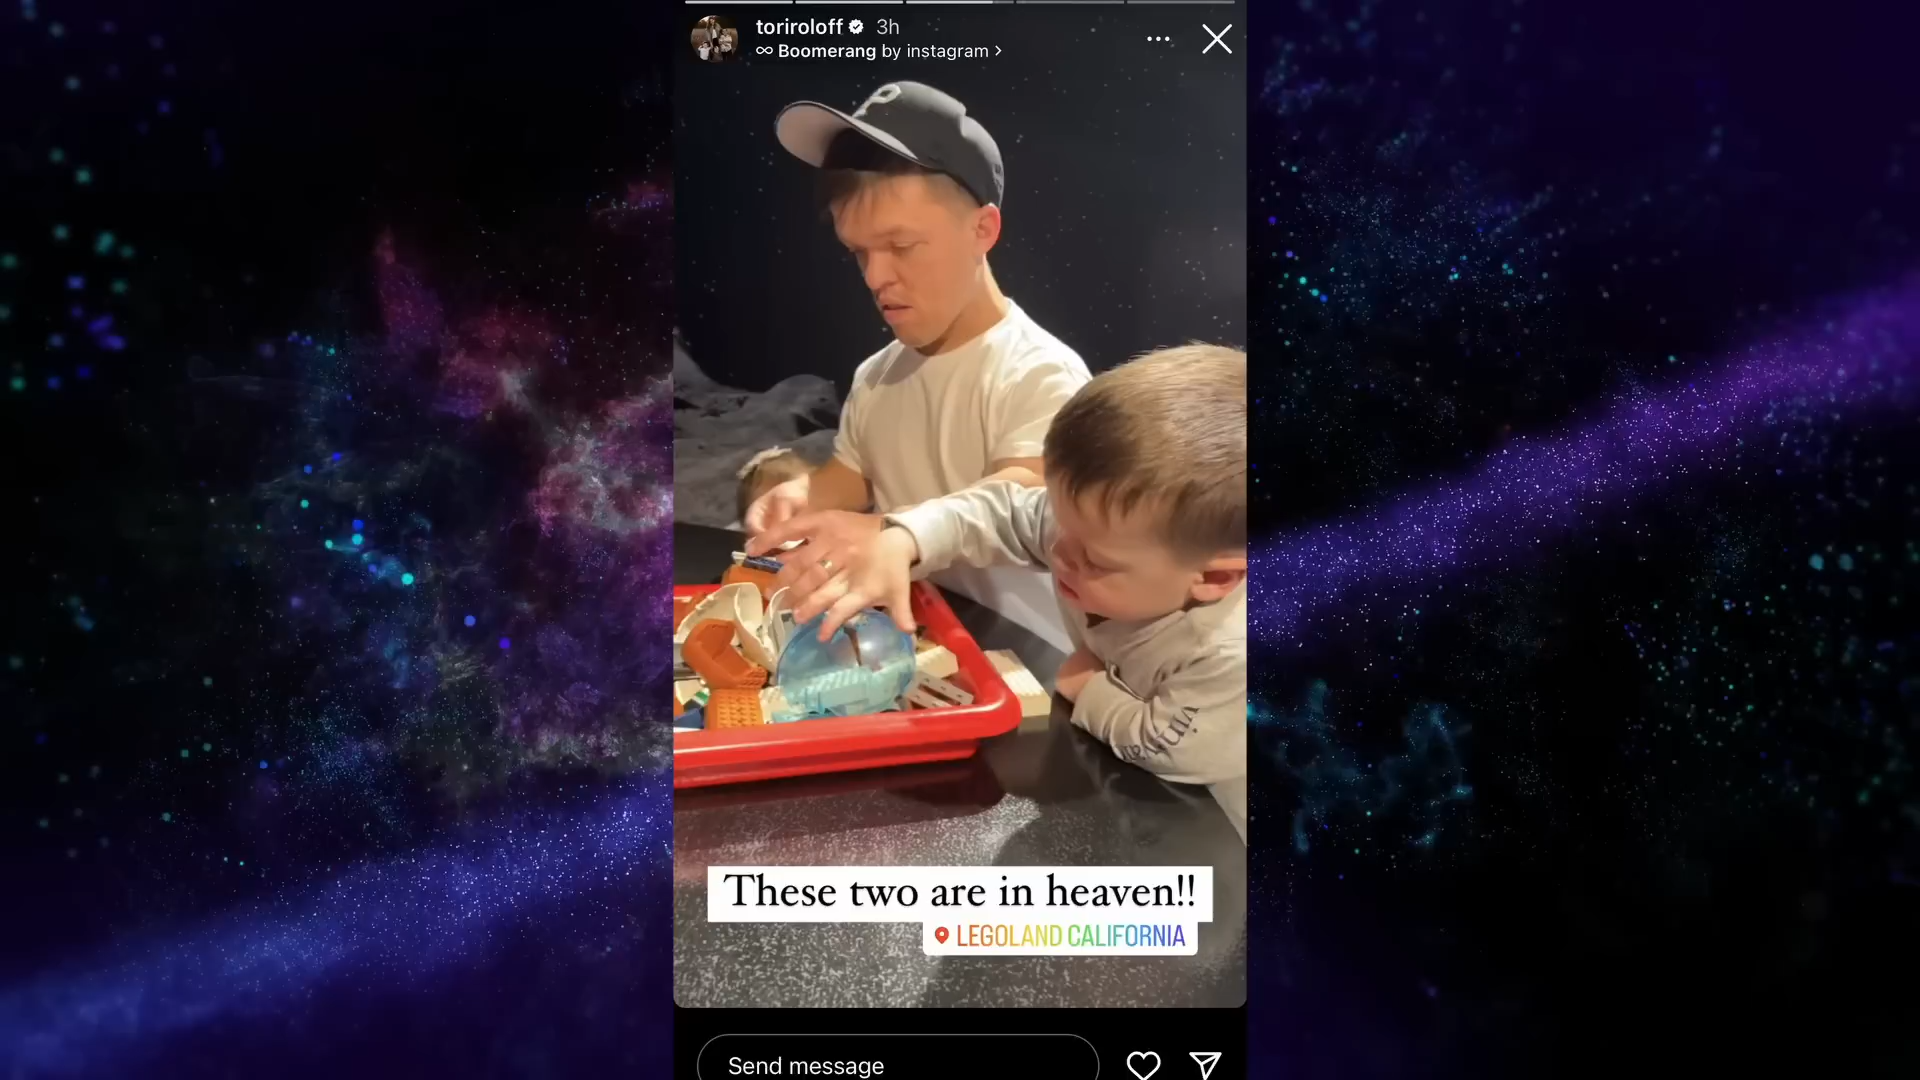 toriroloff 3h
Boomerang by instagram
P
These two are in heaven!!
LEGOLAND CALIFORNIA
Send message